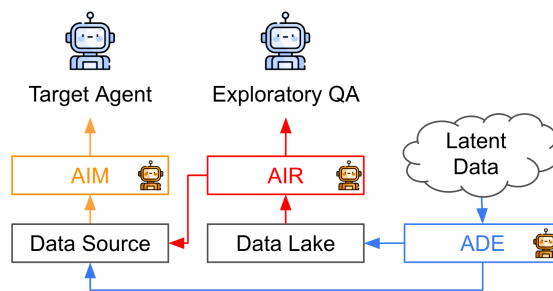 Target Agent
Exploratory QA
Latent
Data
AIM
AIR
Data Source
Data Lake
ADE